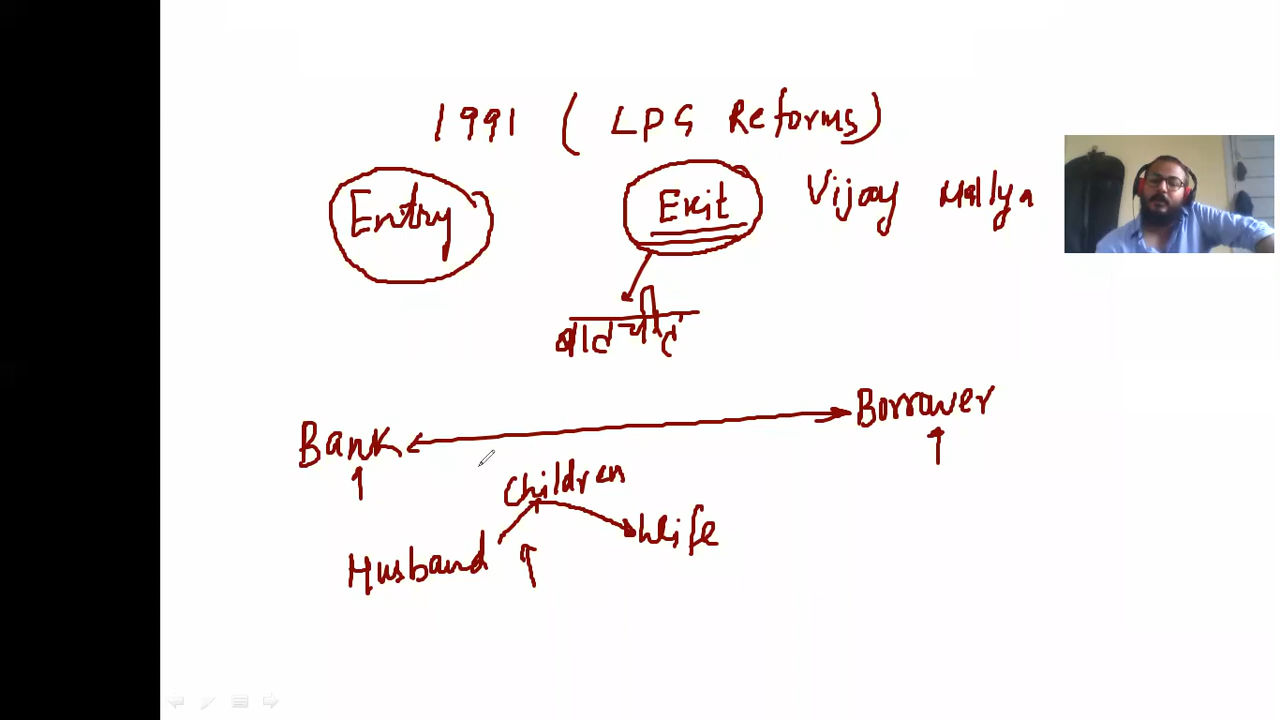 1991 (LPG Reforms)
Entry Exit Vijay Mallya
Bank Borrower
Children
Husband Wife